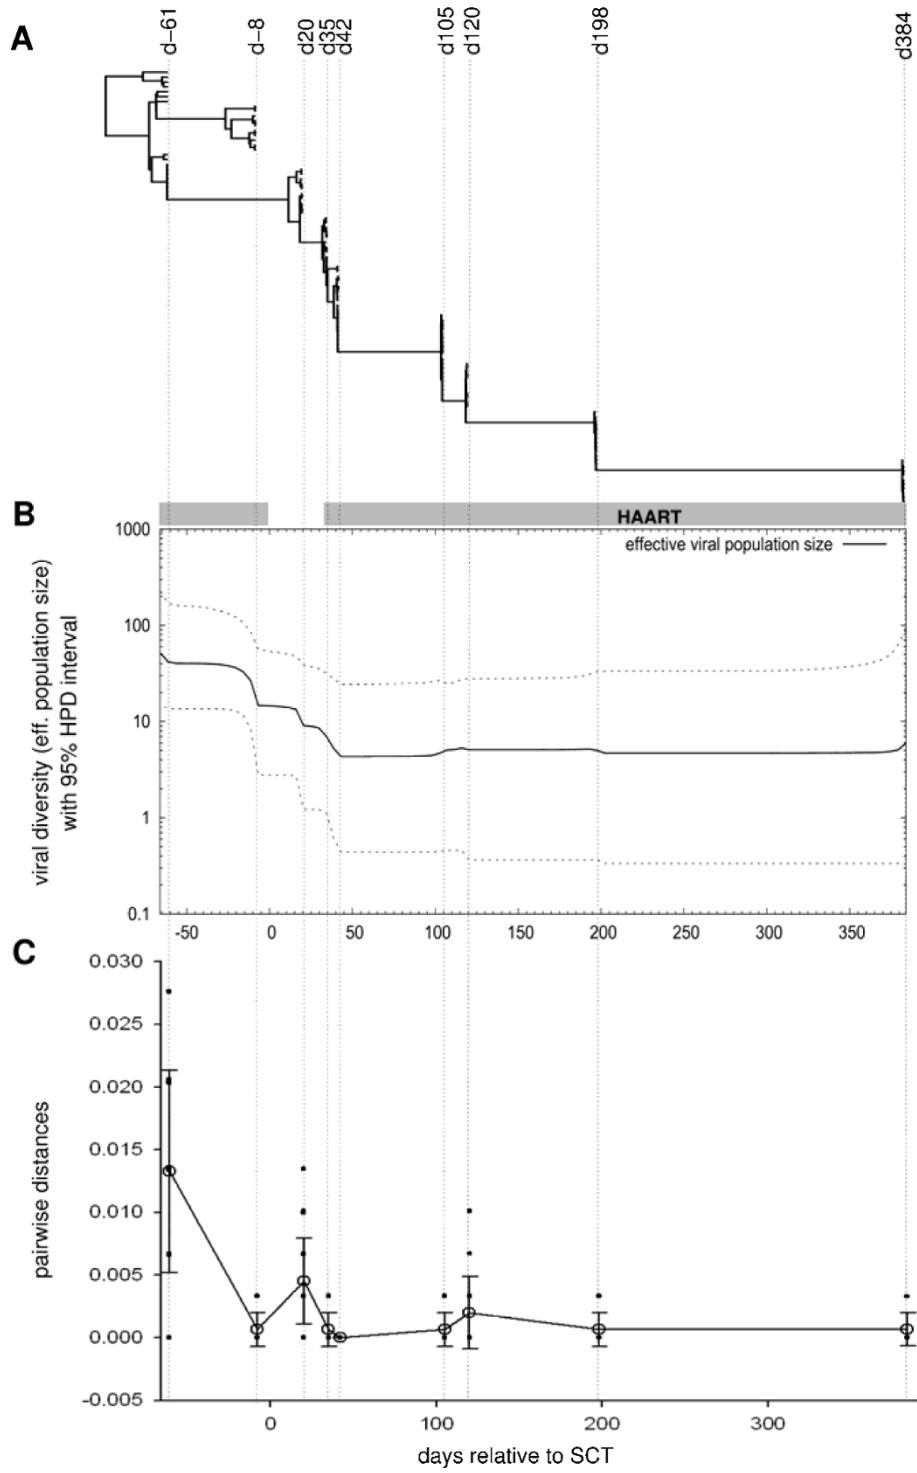 A
d-61
d-8
d20
d35
d42
d105
d120
d198
d384
B
HAART
effective viral population size
viral diversity (eff. population size)
with 95% HPD interval
1000
100
10
1
0.1
-50 0 50 100 150 200 250 300 350
C
pairwise distances
0.030
0.025
0.020
0.015
0.010
0.005
0.000
-0.005
0 100 200 300
days relative to SCT